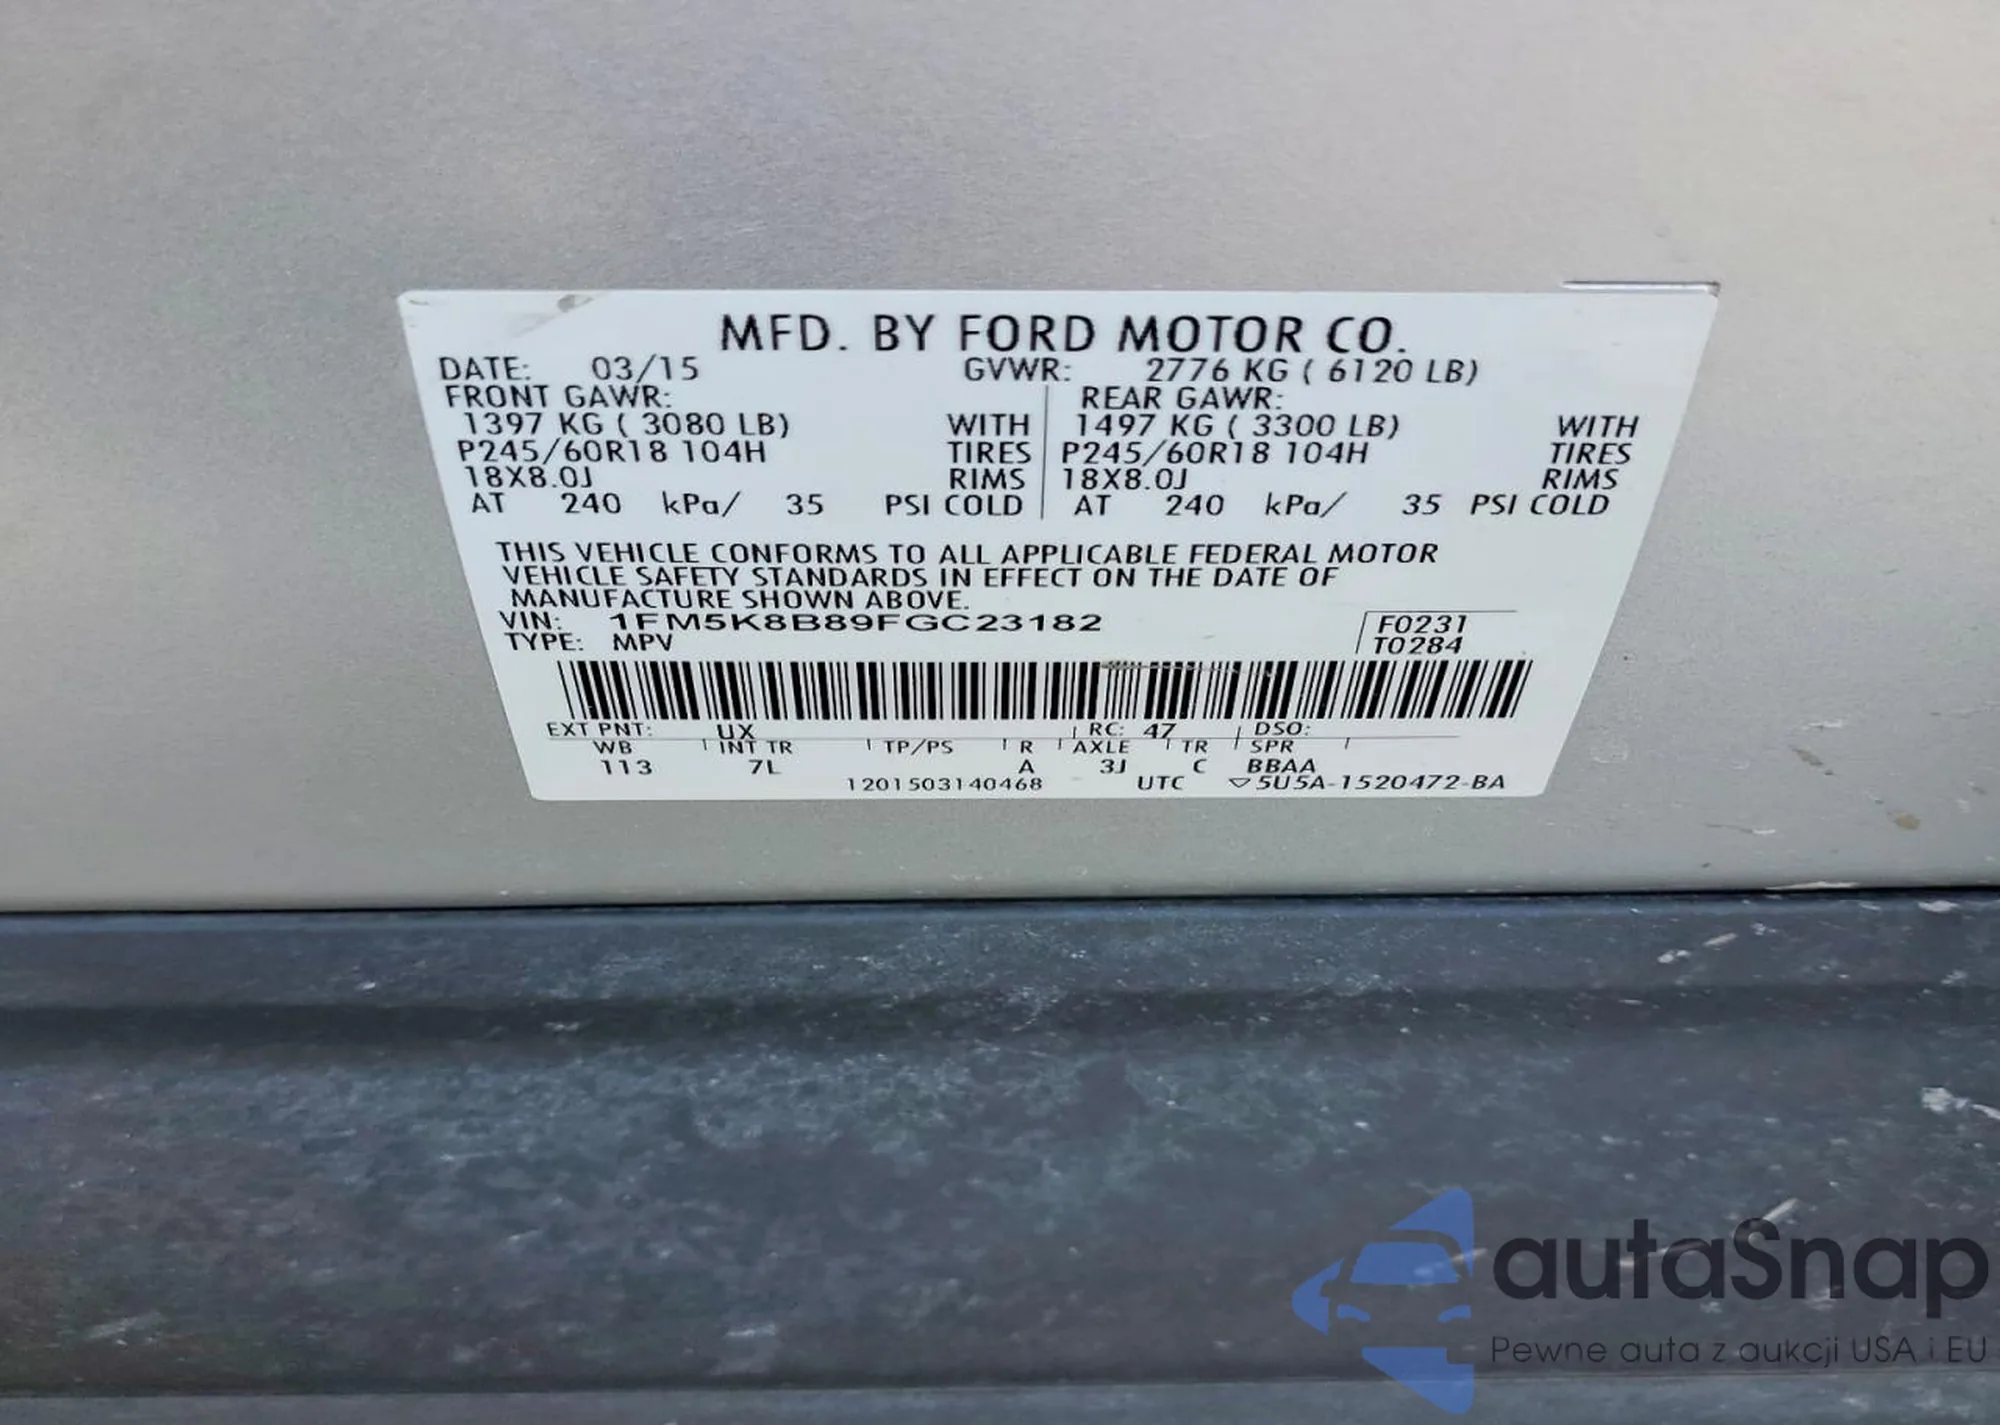 MFD. BY FORD MOTOR CO.
DATE: 03/15 GVWR: 2776 KG ( 6120 LB)
FRONT GAWR: REAR GAWR:
1397 KG ( 3080 LB) WITH 1497 KG ( 3300 LB) WITH
P245/60R18 104H TIRES P245/60R18 104H TIRES
18X8.0J RIMS 18X8.0J RIMS
AT 240 kPa/ 35 PSI COLD AT 240 kPa/ 35 PSI COLD
THIS VEHICLE CONFORMS TO ALL APPLICABLE FEDERAL MOTOR
VEHICLE SAFETY STANDARDS IN EFFECT ON THE DATE OF
MANUFACTURE SHOWN ABOVE.
VIN: 1FM5K8B89FGC23182 F0231
TYPE: MPV T0284
EXT PNT: UX RC: 47 DSO:
WB INT TR TP/PS R AXLE TR SPR
113 7L A 3J C BBAA
1201503140468 UTC ▽5U5A-1520472-BA
autaSnap
Pewne auta z aukcji USA i EU